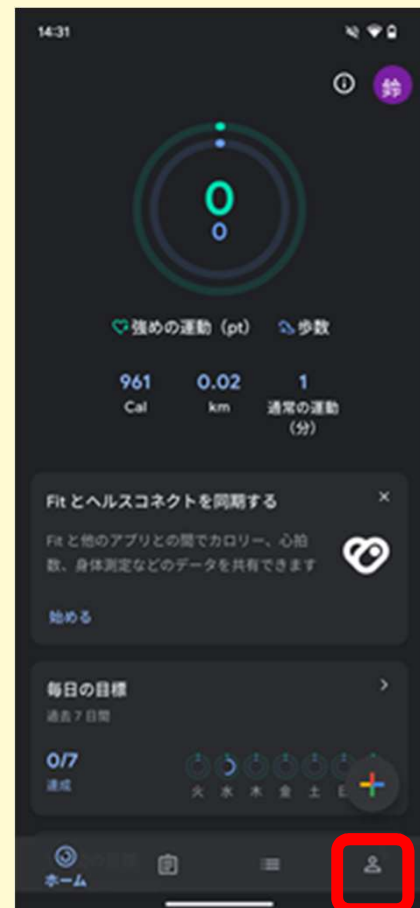 14:31
鈴
0
0
強めの運動（pt） 歩数
961 0.02 1
Cal km 通常の運動
（分）
Fit とヘルスコネクトを同期する
Fit と他のアプリとの間でカロリー、心拍
数、身体測定などのデータを共有できます
始める
毎日の目標
過去 7 日間
0/7
達成
火 水 木 金 土
ホーム